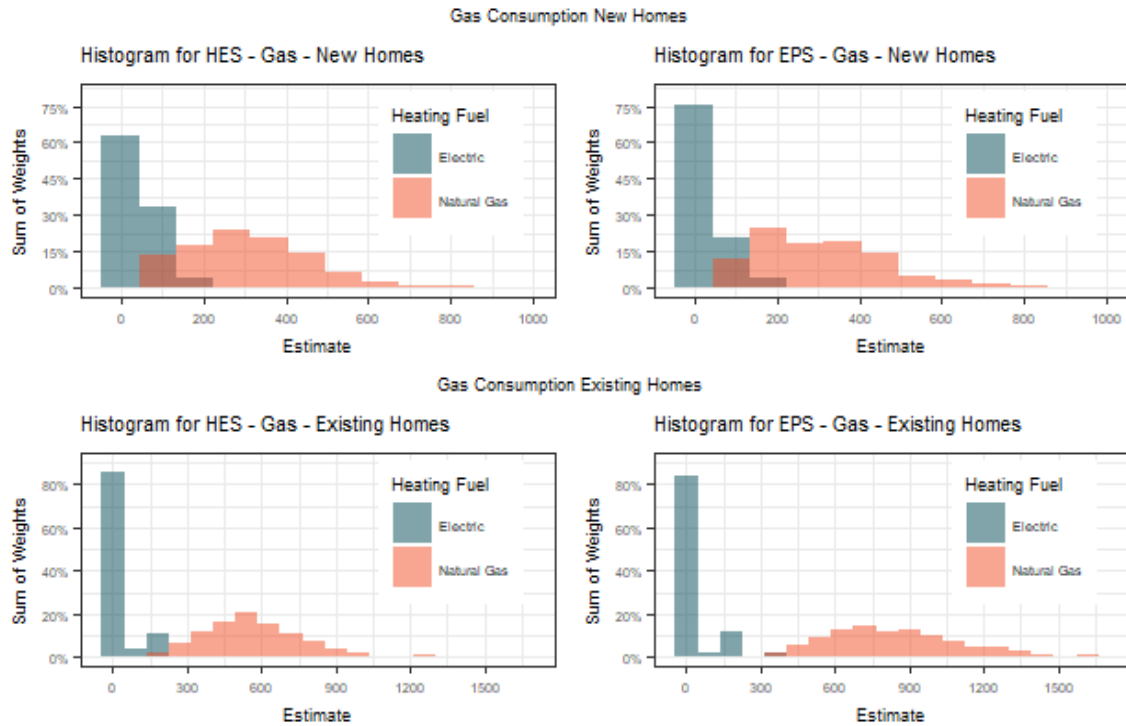 Gas Consumption New Homes
Histogram for HES - Gas - New Homes
Sum of Weights
75%
60%
45%
30%
15%
0%
Heating Fuel
Electric
Natural Gas
0 200 400 600 800 1000
Estimate
Histogram for EPS - Gas - New Homes
Sum of Weights
75%
60%
45%
30%
15%
0%
Heating Fuel
Electric
Natural Gas
0 200 400 600 800 1000
Estimate
Gas Consumption Existing Homes
Histogram for HES - Gas - Existing Homes
Sum of Weights
80%
60%
40%
20%
0%
Heating Fuel
Electric
Natural Gas
0 300 600 900 1200 1500
Estimate
Histogram for EPS - Gas - Existing Homes
Sum of Weights
80%
60%
40%
20%
0%
Heating Fuel
Electric
Natural Gas
0 300 600 900 1200 1500
Estimate